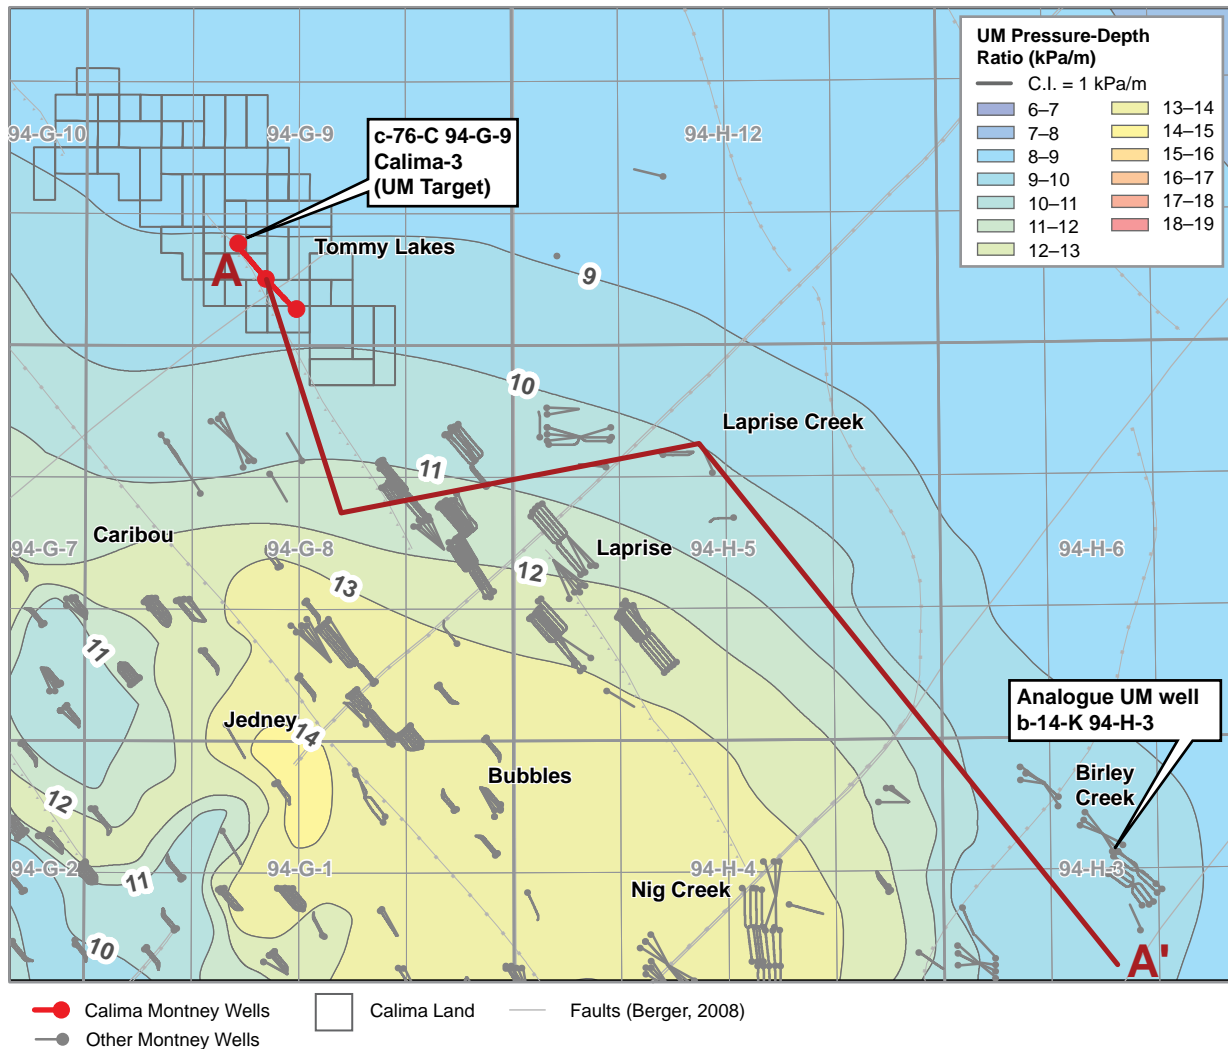 UM Pressure-Depth
Ratio (kPa/m)
C.I. = 1 kPa/m
6–7
7–8
8–9
9–10
10–11
11–12
12–13
13–14
14–15
15–16
16–17
17–18
18–19
94-G-10
94-G-9
94-H-12
c-76-C 94-G-9
Calima-3
(UM Target)
Tommy Lakes
A
9
10
Laprise Creek
11
Caribou
94-G-7
94-G-8
Laprise
94-H-5
94-H-6
12
13
11
Analogue UM well
b-14-K 94-H-3
Jedney
14
Bubbles
Birley
Creek
12
94-G-2
94-G-1
94-H-4
94-H-3
11
Nig Creek
10
A'
Calima Montney Wells
Calima Land
Faults (Berger, 2008)
Other Montney Wells